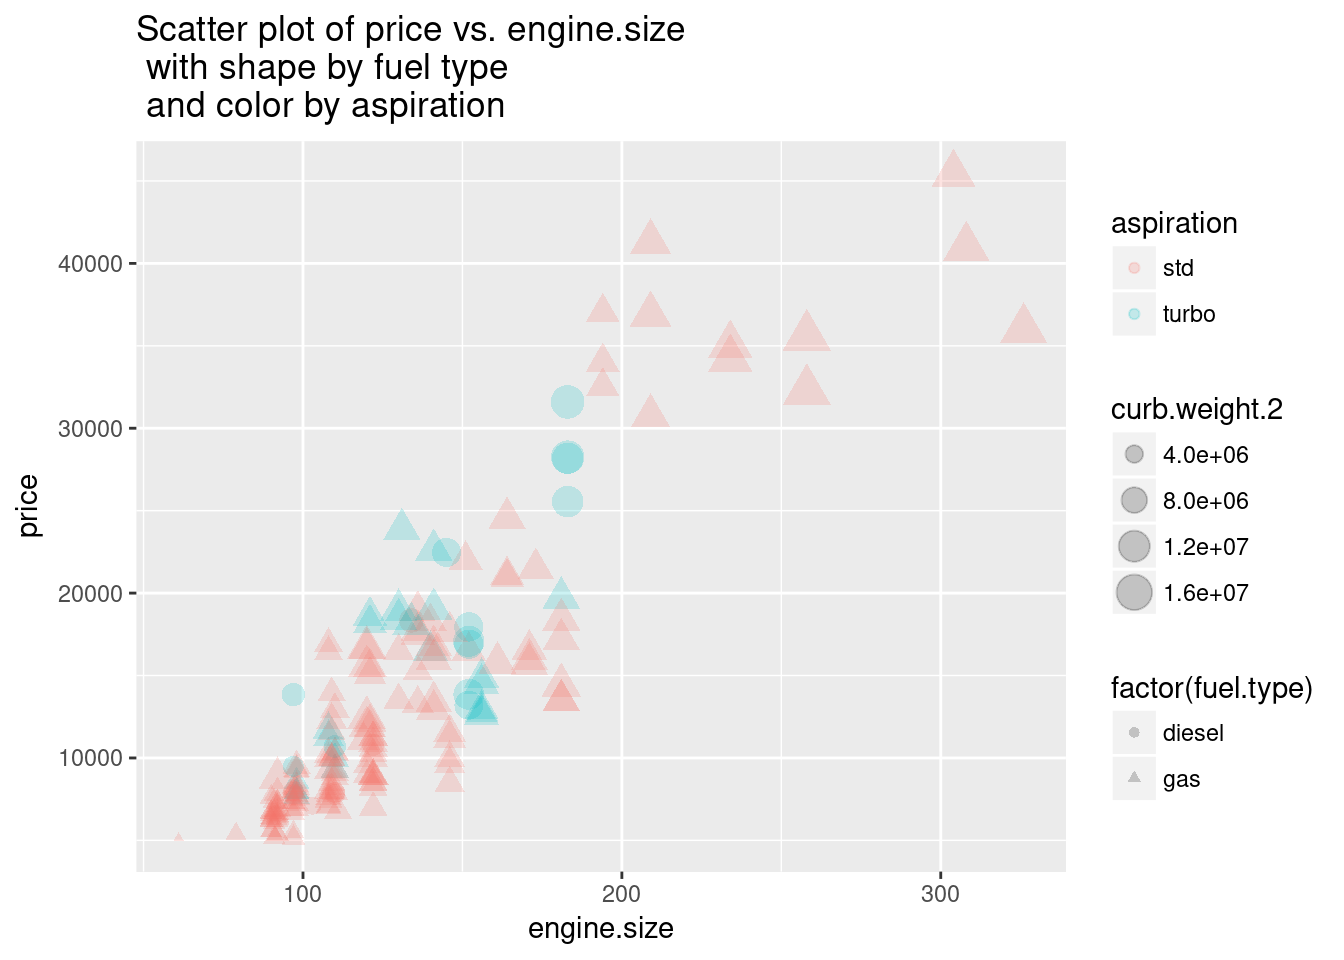 Scatter plot of price vs. engine.size
with shape by fuel type
and color by aspiration
price
40000
30000
20000
10000
100
200
300
engine.size
aspiration
std
turbo
curb.weight.2
4.0e+06
8.0e+06
1.2e+07
1.6e+07
factor(fuel.type)
diesel
gas